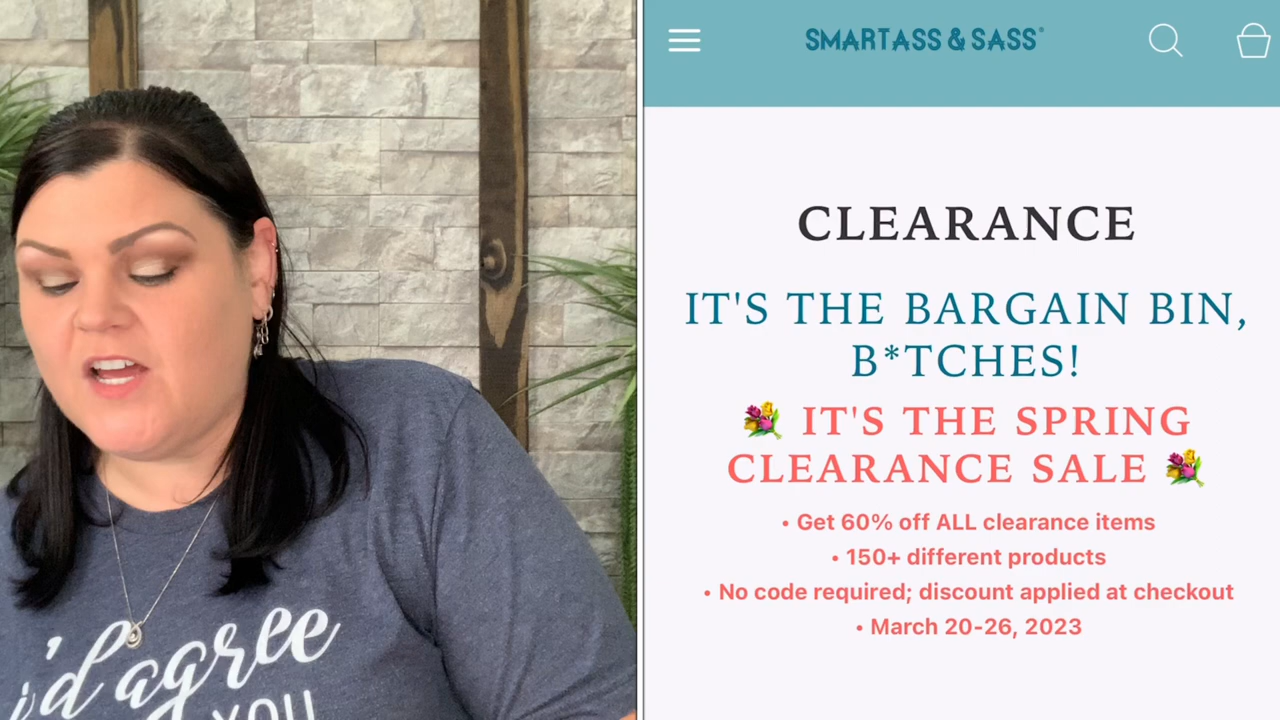 i'd agree
YOU
SMARTASS & SASS®
CLEARANCE
IT'S THE BARGAIN BIN,
B*TCHES!
💐 IT'S THE SPRING
CLEARANCE SALE 💐
• Get 60% off ALL clearance items
• 150+ different products
• No code required; discount applied at checkout
• March 20-26, 2023